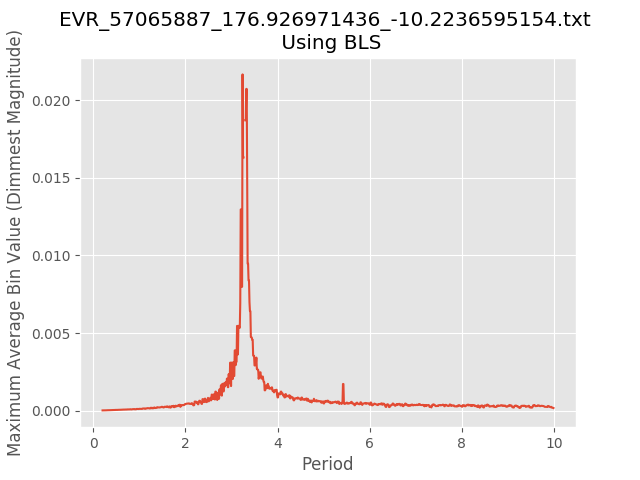 EVR_57065887_176.926971436_-10.2236595154.txt
Using BLS
Maximum Average Bin Value (Dimmest Magnitude)
0.020
0.015
0.010
0.005
0.000
0 2 4 6 8 10
Period